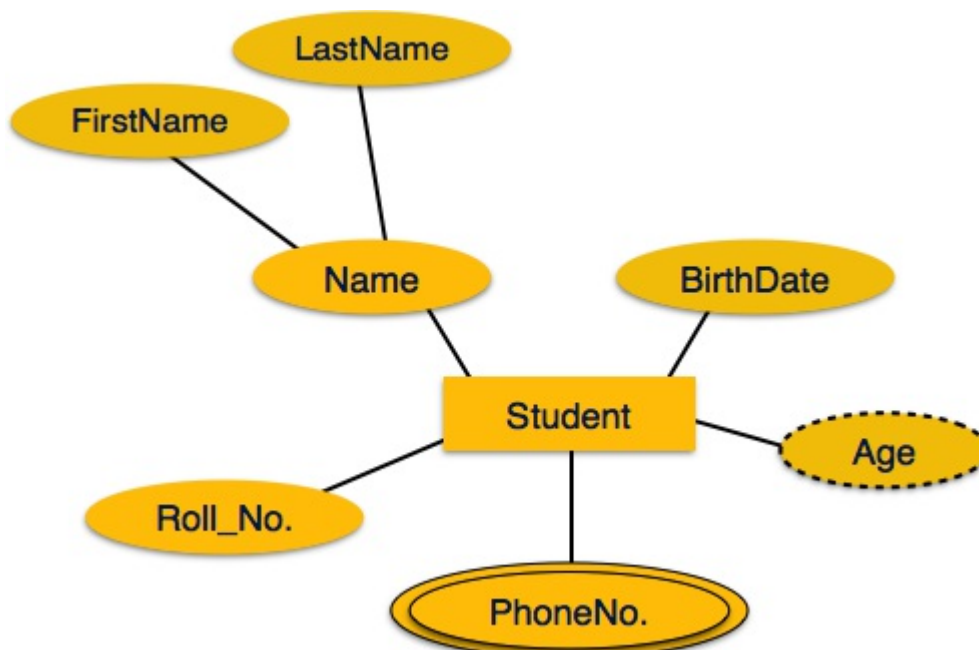 LastName
FirstName
Name
BirthDate
Student
Age
Roll_No.
PhoneNo.